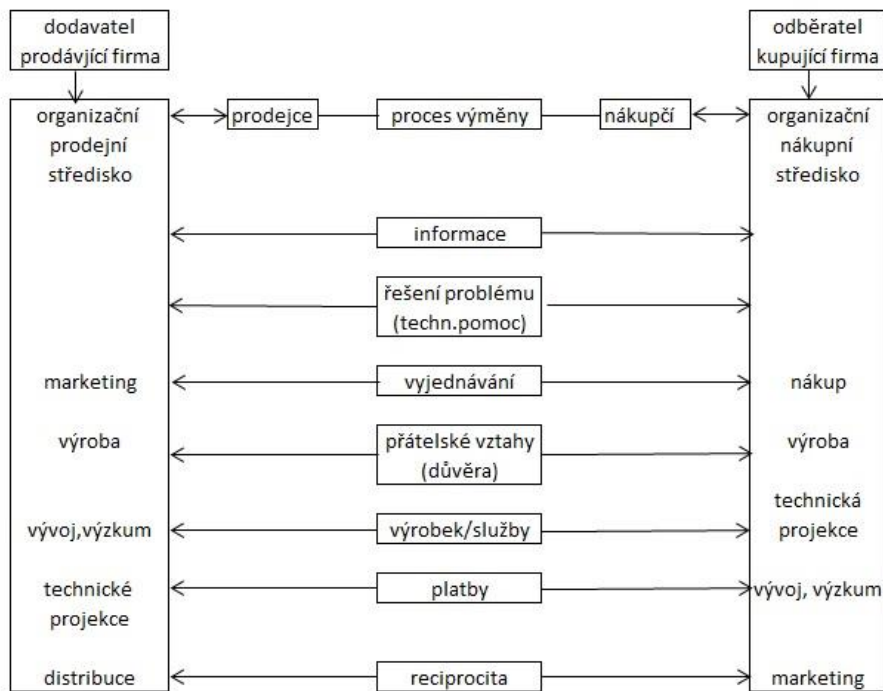 dodavatel
prodávjící firma
odběratel
kupující firma
organizační
prodejní
středisko
prodejce
proces výměny
nákupčí
organizační
nákupní
středisko
informace
řešení problému
(techn.pomoc)
marketing
vyjednávání
nákup
výroba
přátelské vztahy
(důvěra)
výroba
vývoj,výzkum
výrobek/služby
technická
projekce
technické
projekce
platby
vývoj, výzkum
distribuce
reciprocita
marketing